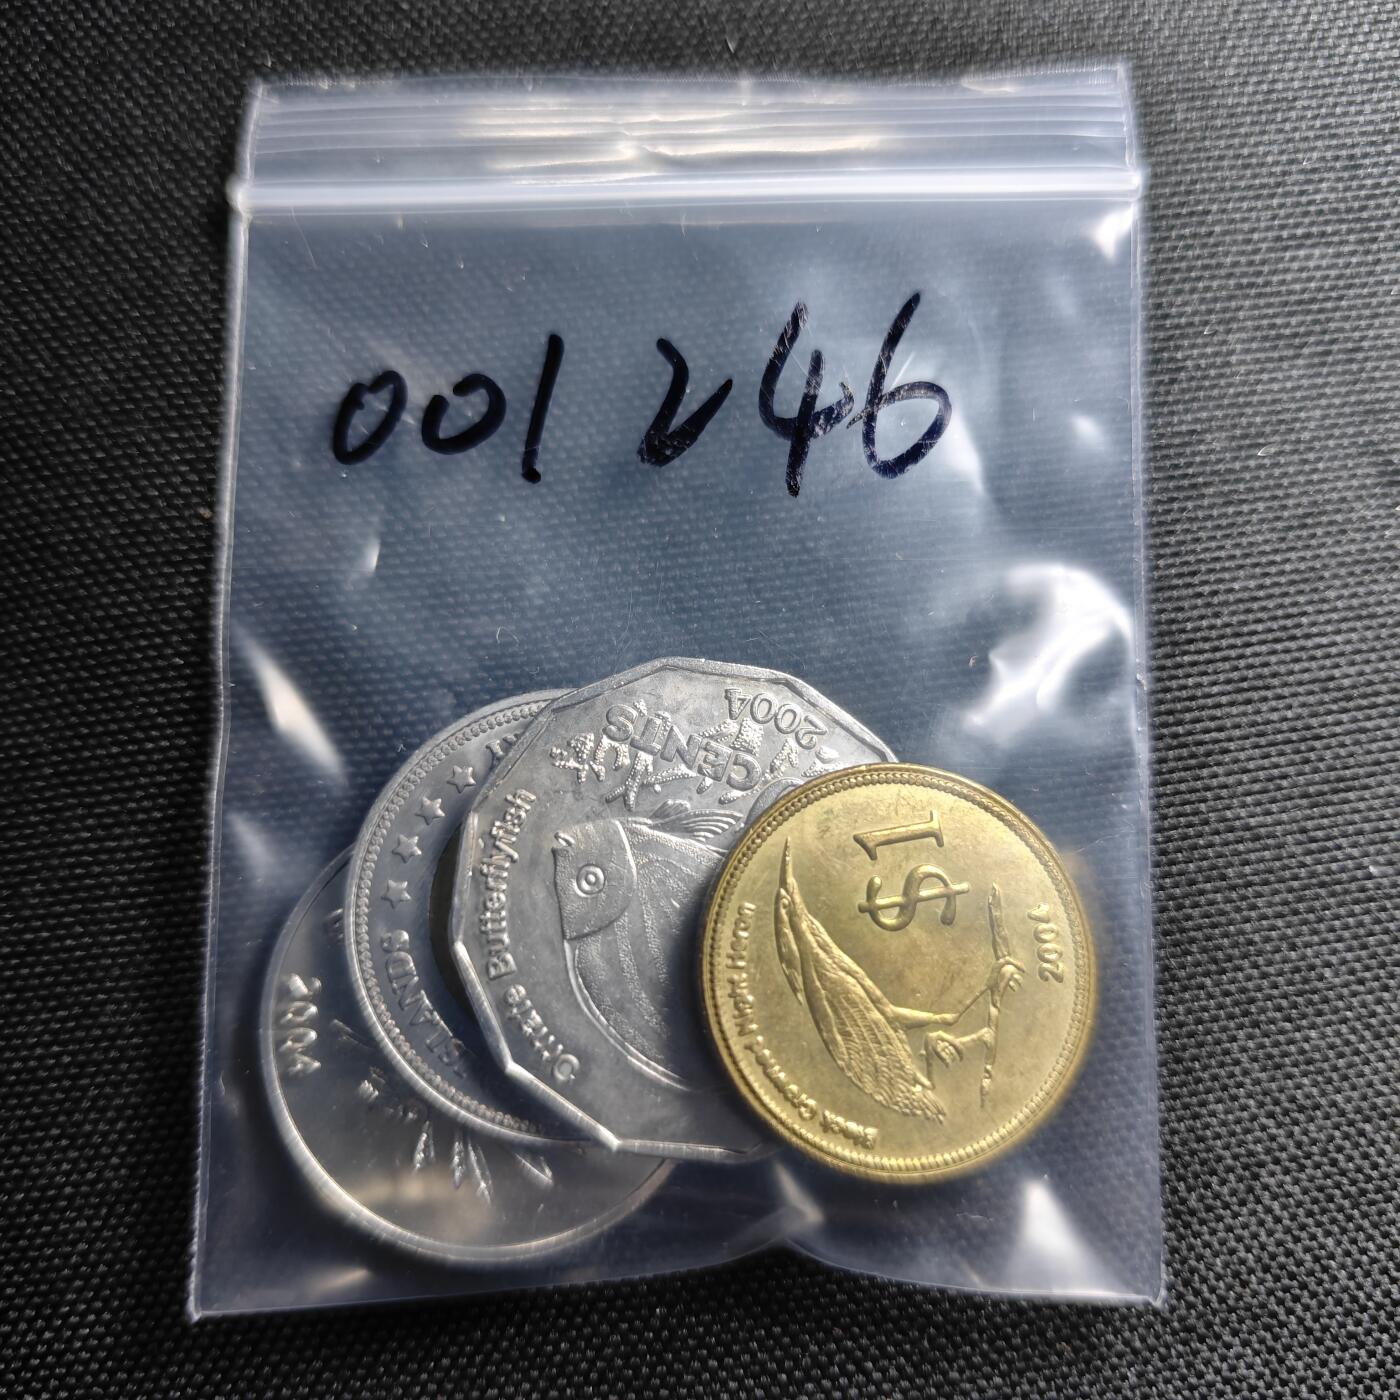 001246
CENTS
2004
Ornate Butterflyfish
ISLANDS
2004
$1
Black Crowned Night Heron
2004